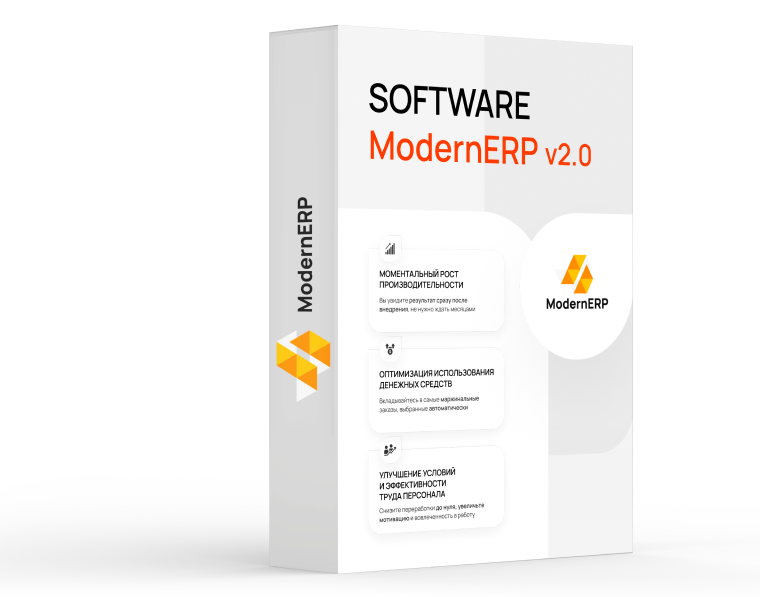 SOFTWARE
ModernERP v2.0
ModernERP
МОМЕНТАЛЬНЫЙ РОСТ
ПРОИЗВОДИТЕЛЬНОСТИ
Вы увидите результат сразу после
внедрения, не нужно ждать месяцами
ModernERP
ОПТИМИЗАЦИЯ ИСПОЛЬЗОВАНИЯ
ДЕНЕЖНЫХ СРЕДСТВ
Вкладывайтесь в самые маржинальные
заказы, выбранные автоматически
УЛУЧШЕНИЕ УСЛОВИЙ
И ЭФФЕКТИВНОСТИ
ТРУДА ПЕРСОНАЛА
Снизите переработки до нуля, увеличьте
мотивацию и вовлеченность в работу